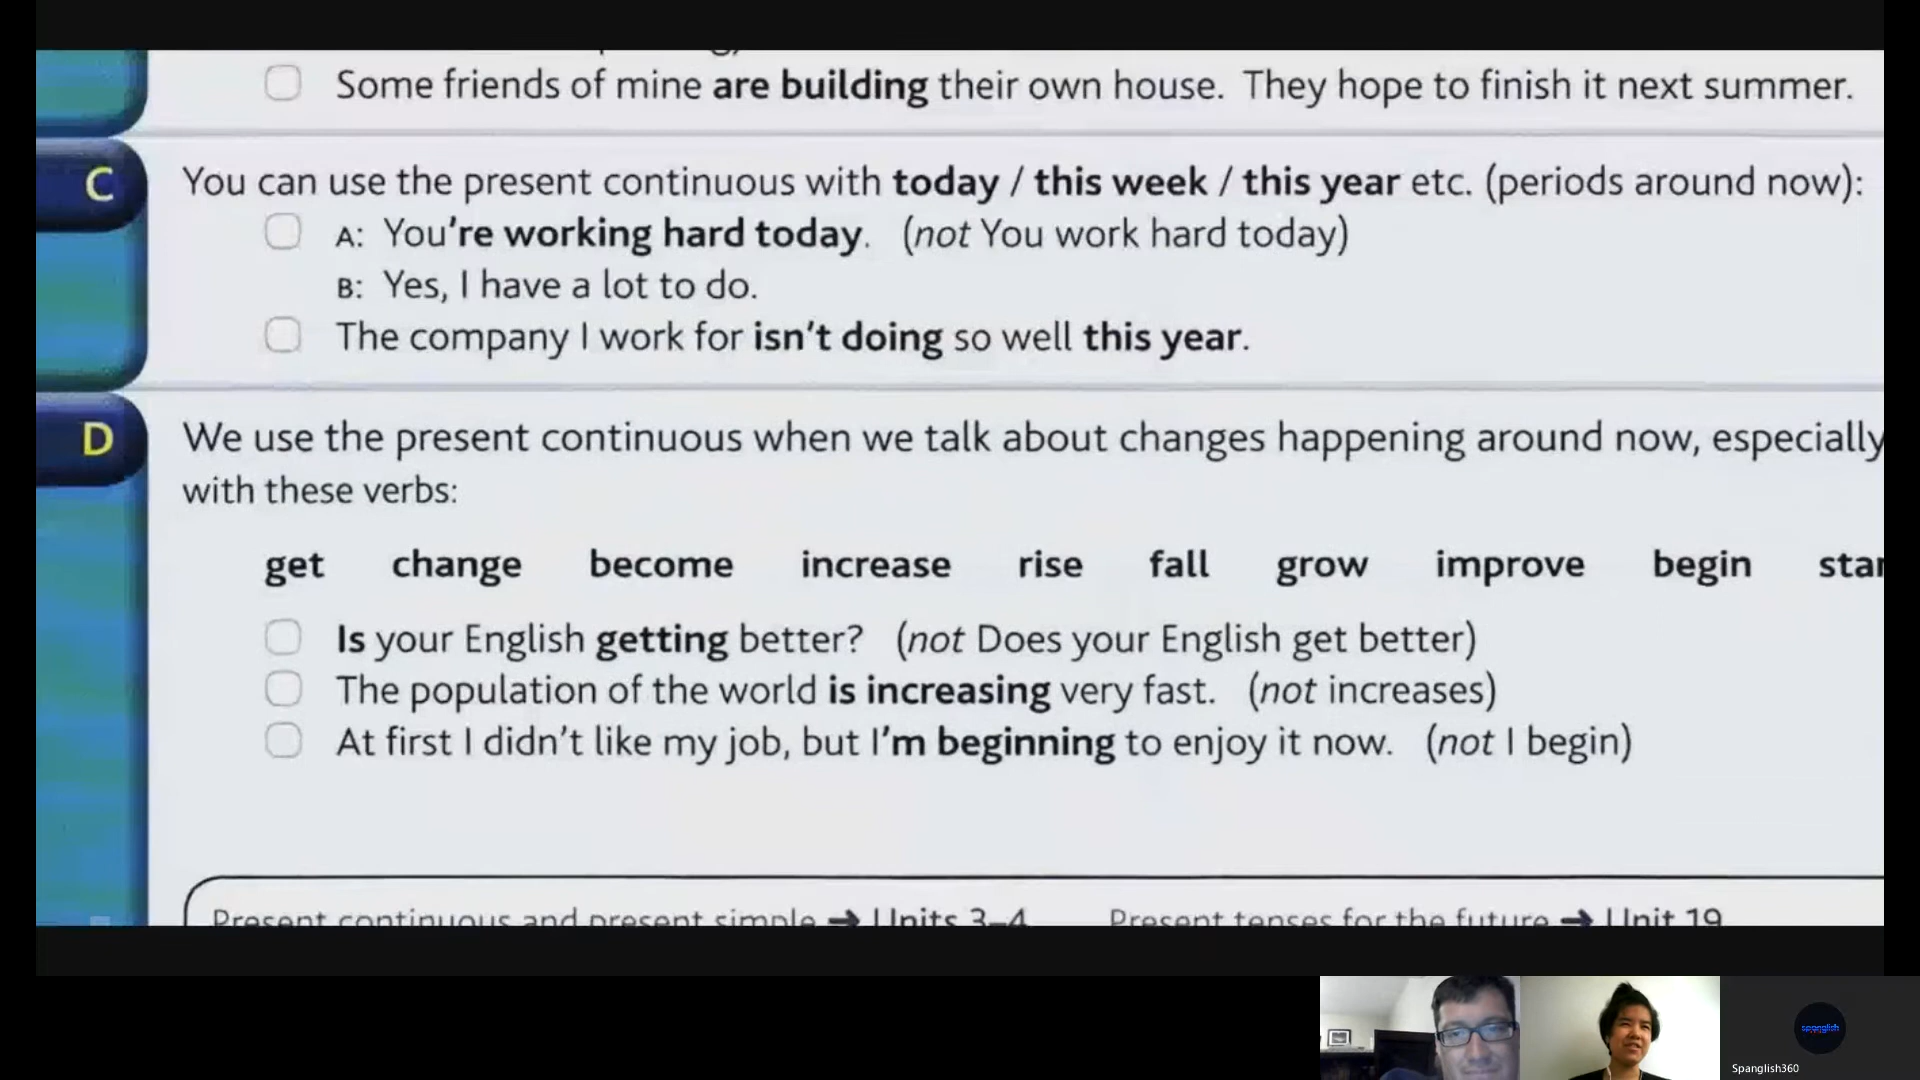 Some friends of mine are building their own house. They hope to finish it next summer.
C
You can use the present continuous with today / this week / this year etc. (periods around now):
A: You're working hard today. (not You work hard today)
B: Yes, I have a lot to do.
The company I work for isn't doing so well this year.
D
We use the present continuous when we talk about changes happening around now, especially
with these verbs:
get change become increase rise fall grow improve begin star
Is your English getting better? (not Does your English get better)
The population of the world is increasing very fast. (not increases)
At first I didn't like my job, but I'm beginning to enjoy it now. (not I begin)
Present continuous and present simple → Units 3–4 Present tenses for the future → Unit 19
spanglish
Spanglish360